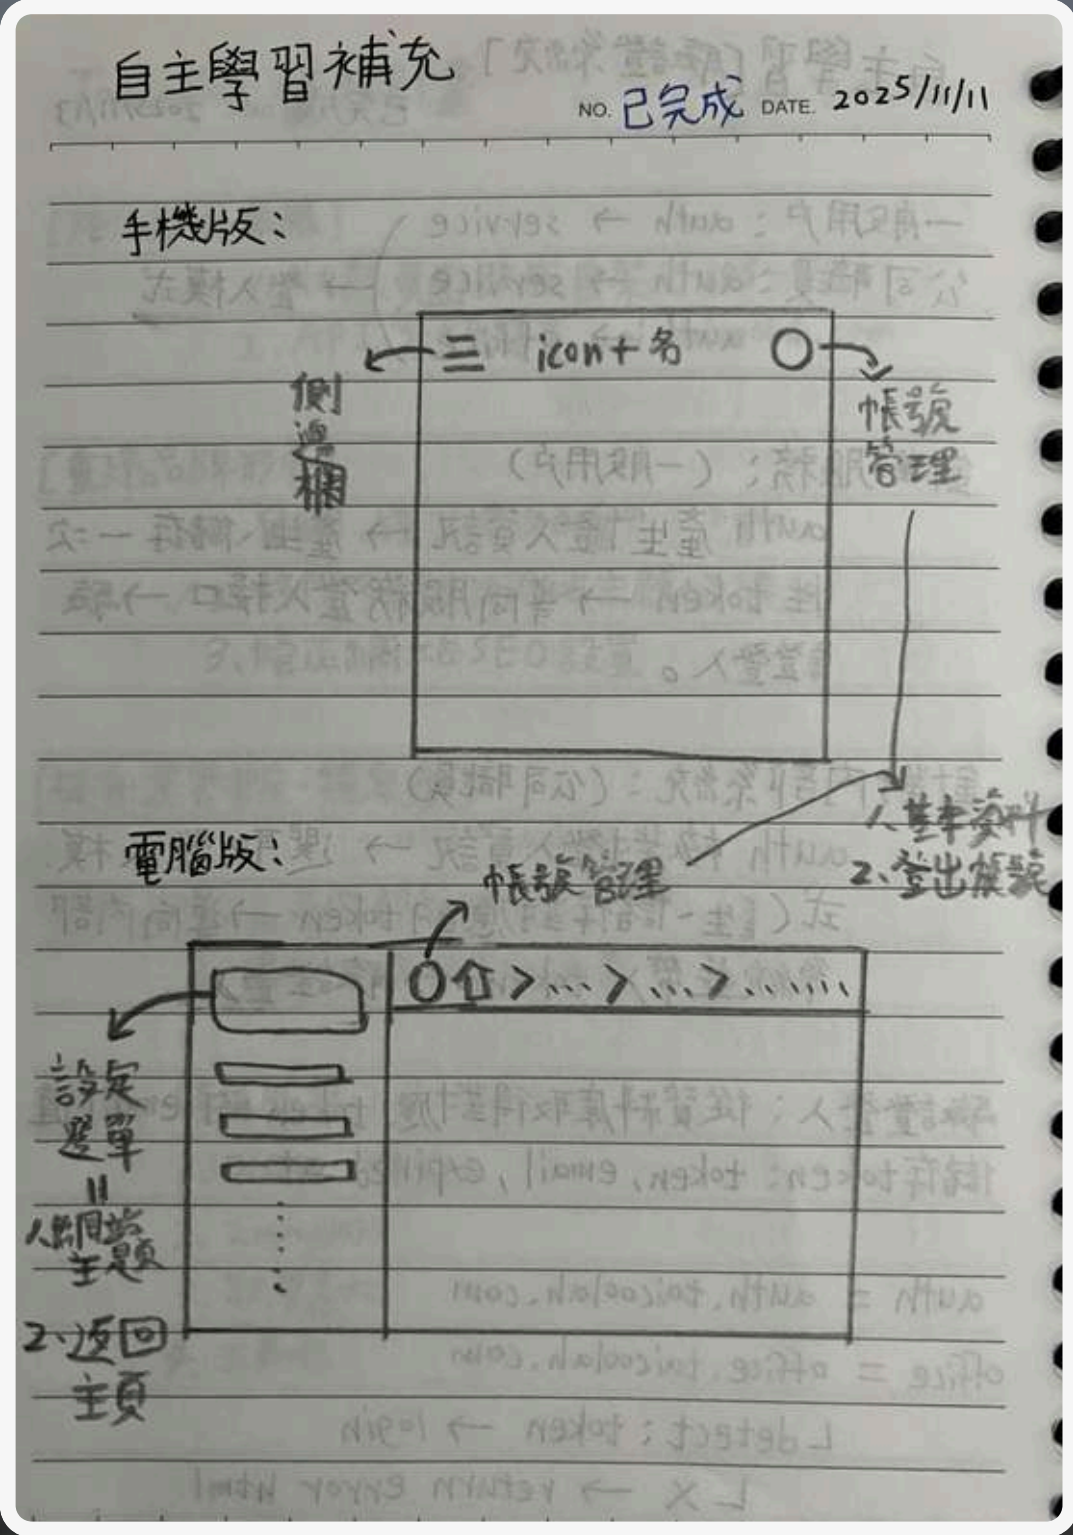 自主學習補充
NO. 已完成 DATE. 2025/11/11
手機版：
三 icon+名
側邊欄
帳號管理
1、基本資料
2、登出帳號
電腦版：
帳號管理
> ... > ... > ......
設定選單
=
1、網站主題
2、返回主頁